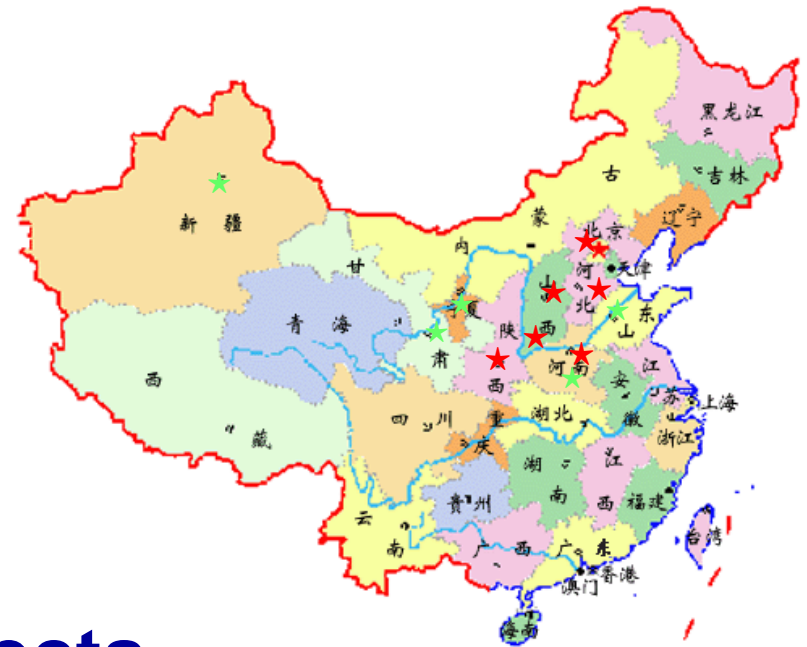 黑龙江
吉林
辽宁
古
蒙
内
新疆
甘
肃
北京
天津
河
北
山
西
宁夏
陕
西
青海
山
东
河南
西
藏
四川
重
庆
湖北
安
徽
江
苏
上海
浙江
湖
南
江
西
福建
贵州
云
南
广西
广东
香港
澳门
台湾
海南